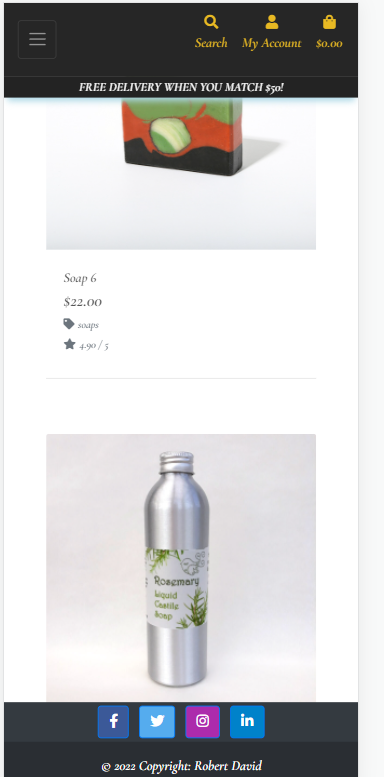 Search My Account $0.00
FREE DELIVERY WHEN YOU MATCH $50!
Soap 6
$22.00
soaps
4.90 / 5
Rosemary
Liquid
Castile
Soap
© 2022 Copyright: Robert David